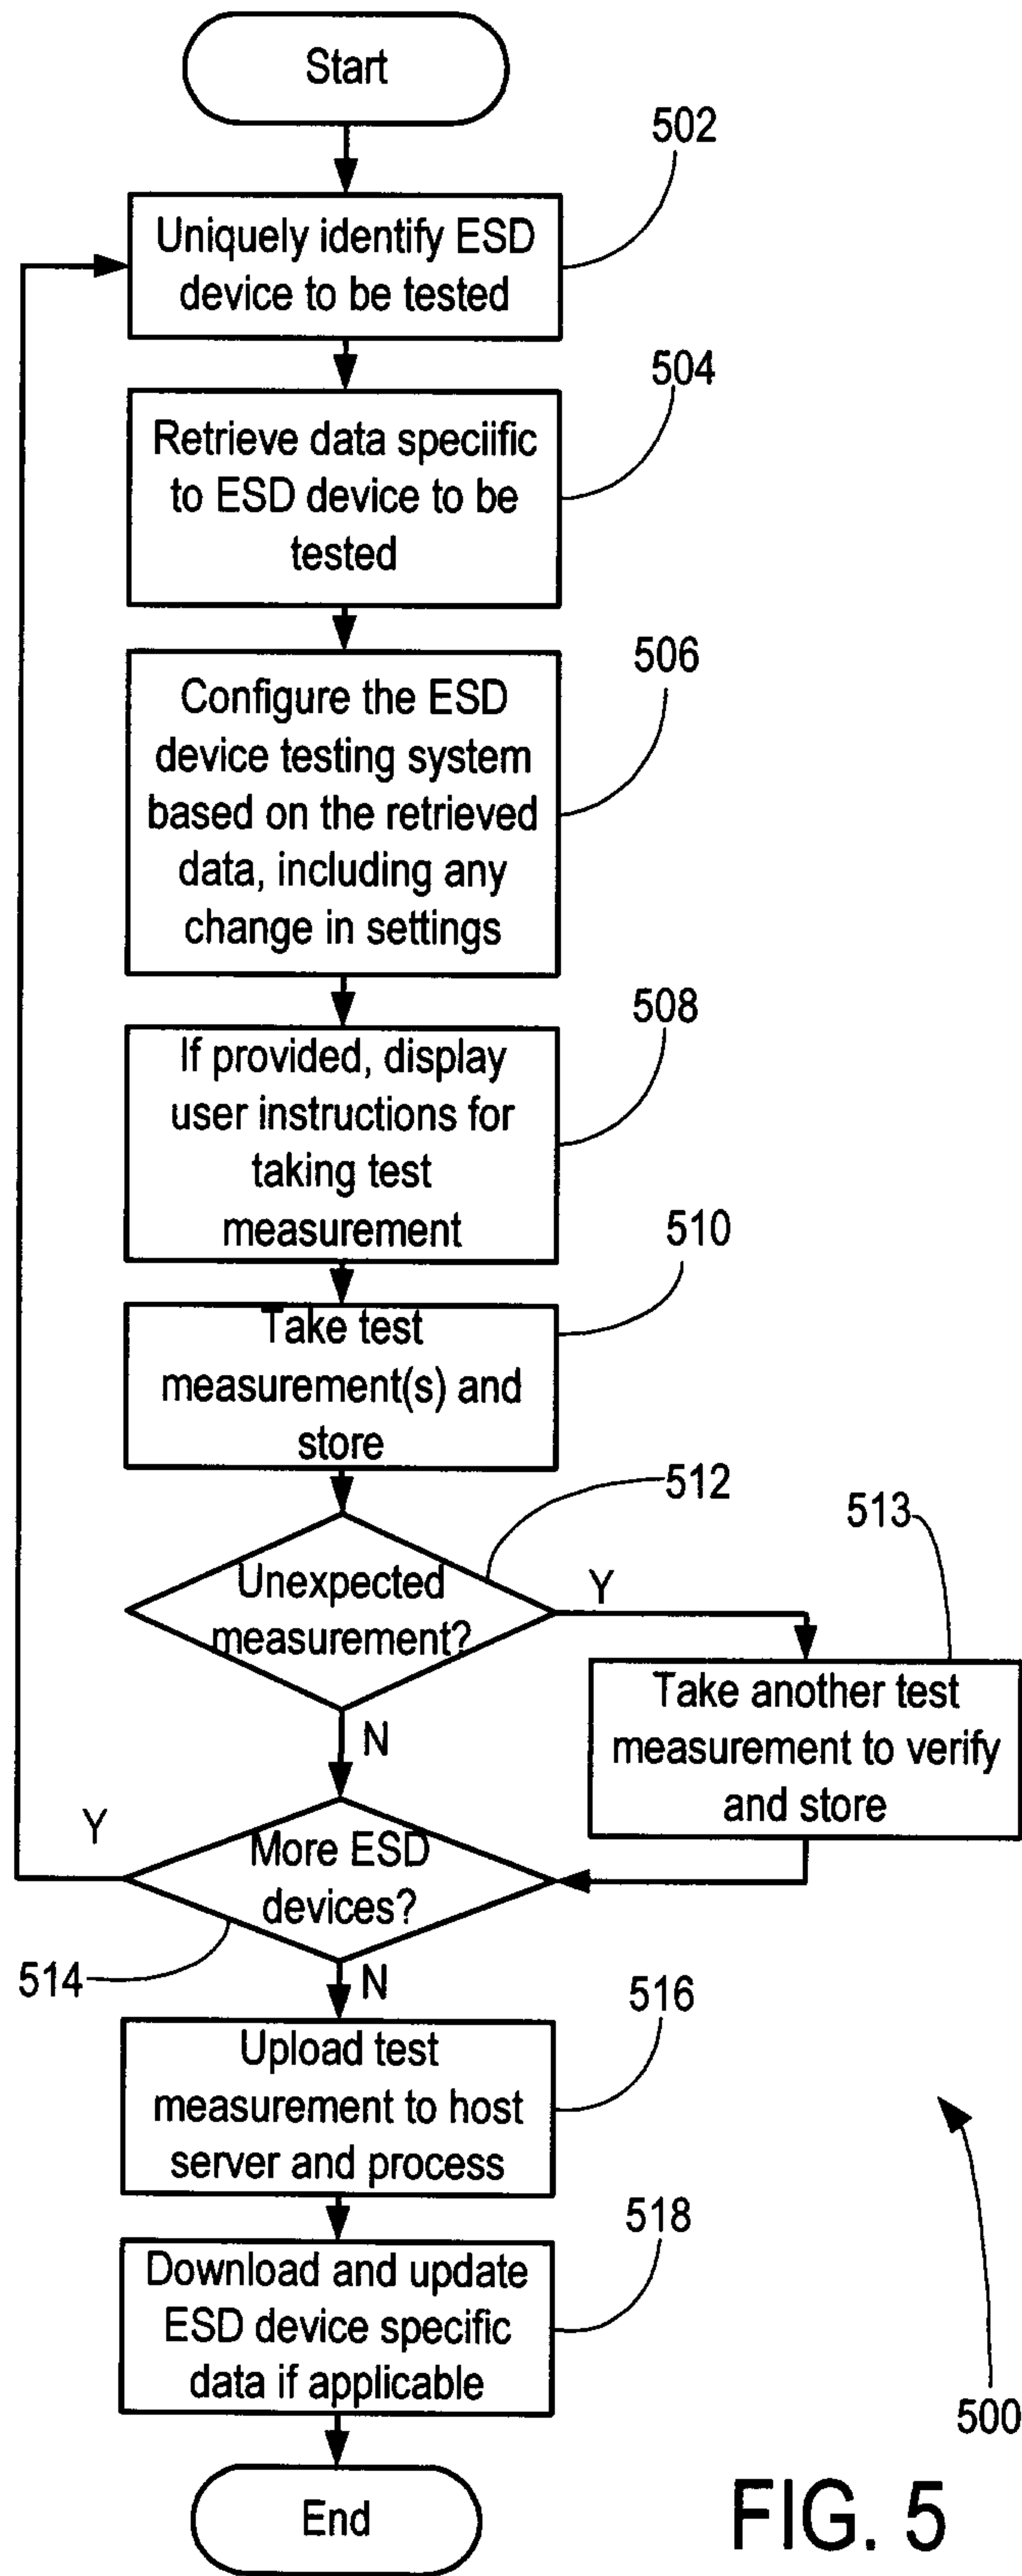 Start
502
Uniquely identify ESD
device to be tested
504
Retrieve data speciific
to ESD device to be
tested
506
Configure the ESD
device testing system
based on the retrieved
data, including any
change in settings
508
If provided, display
user instructions for
taking test
measurement
510
Take test
measurement(s) and
store
512
Unexpected
measurement?
Y
513
Take another test
measurement to verify
and store
N
Y
More ESD
devices?
514
N
516
Upload test
measurement to host
server and process
518
Download and update
ESD device specific
data if applicable
500
End
FIG. 5